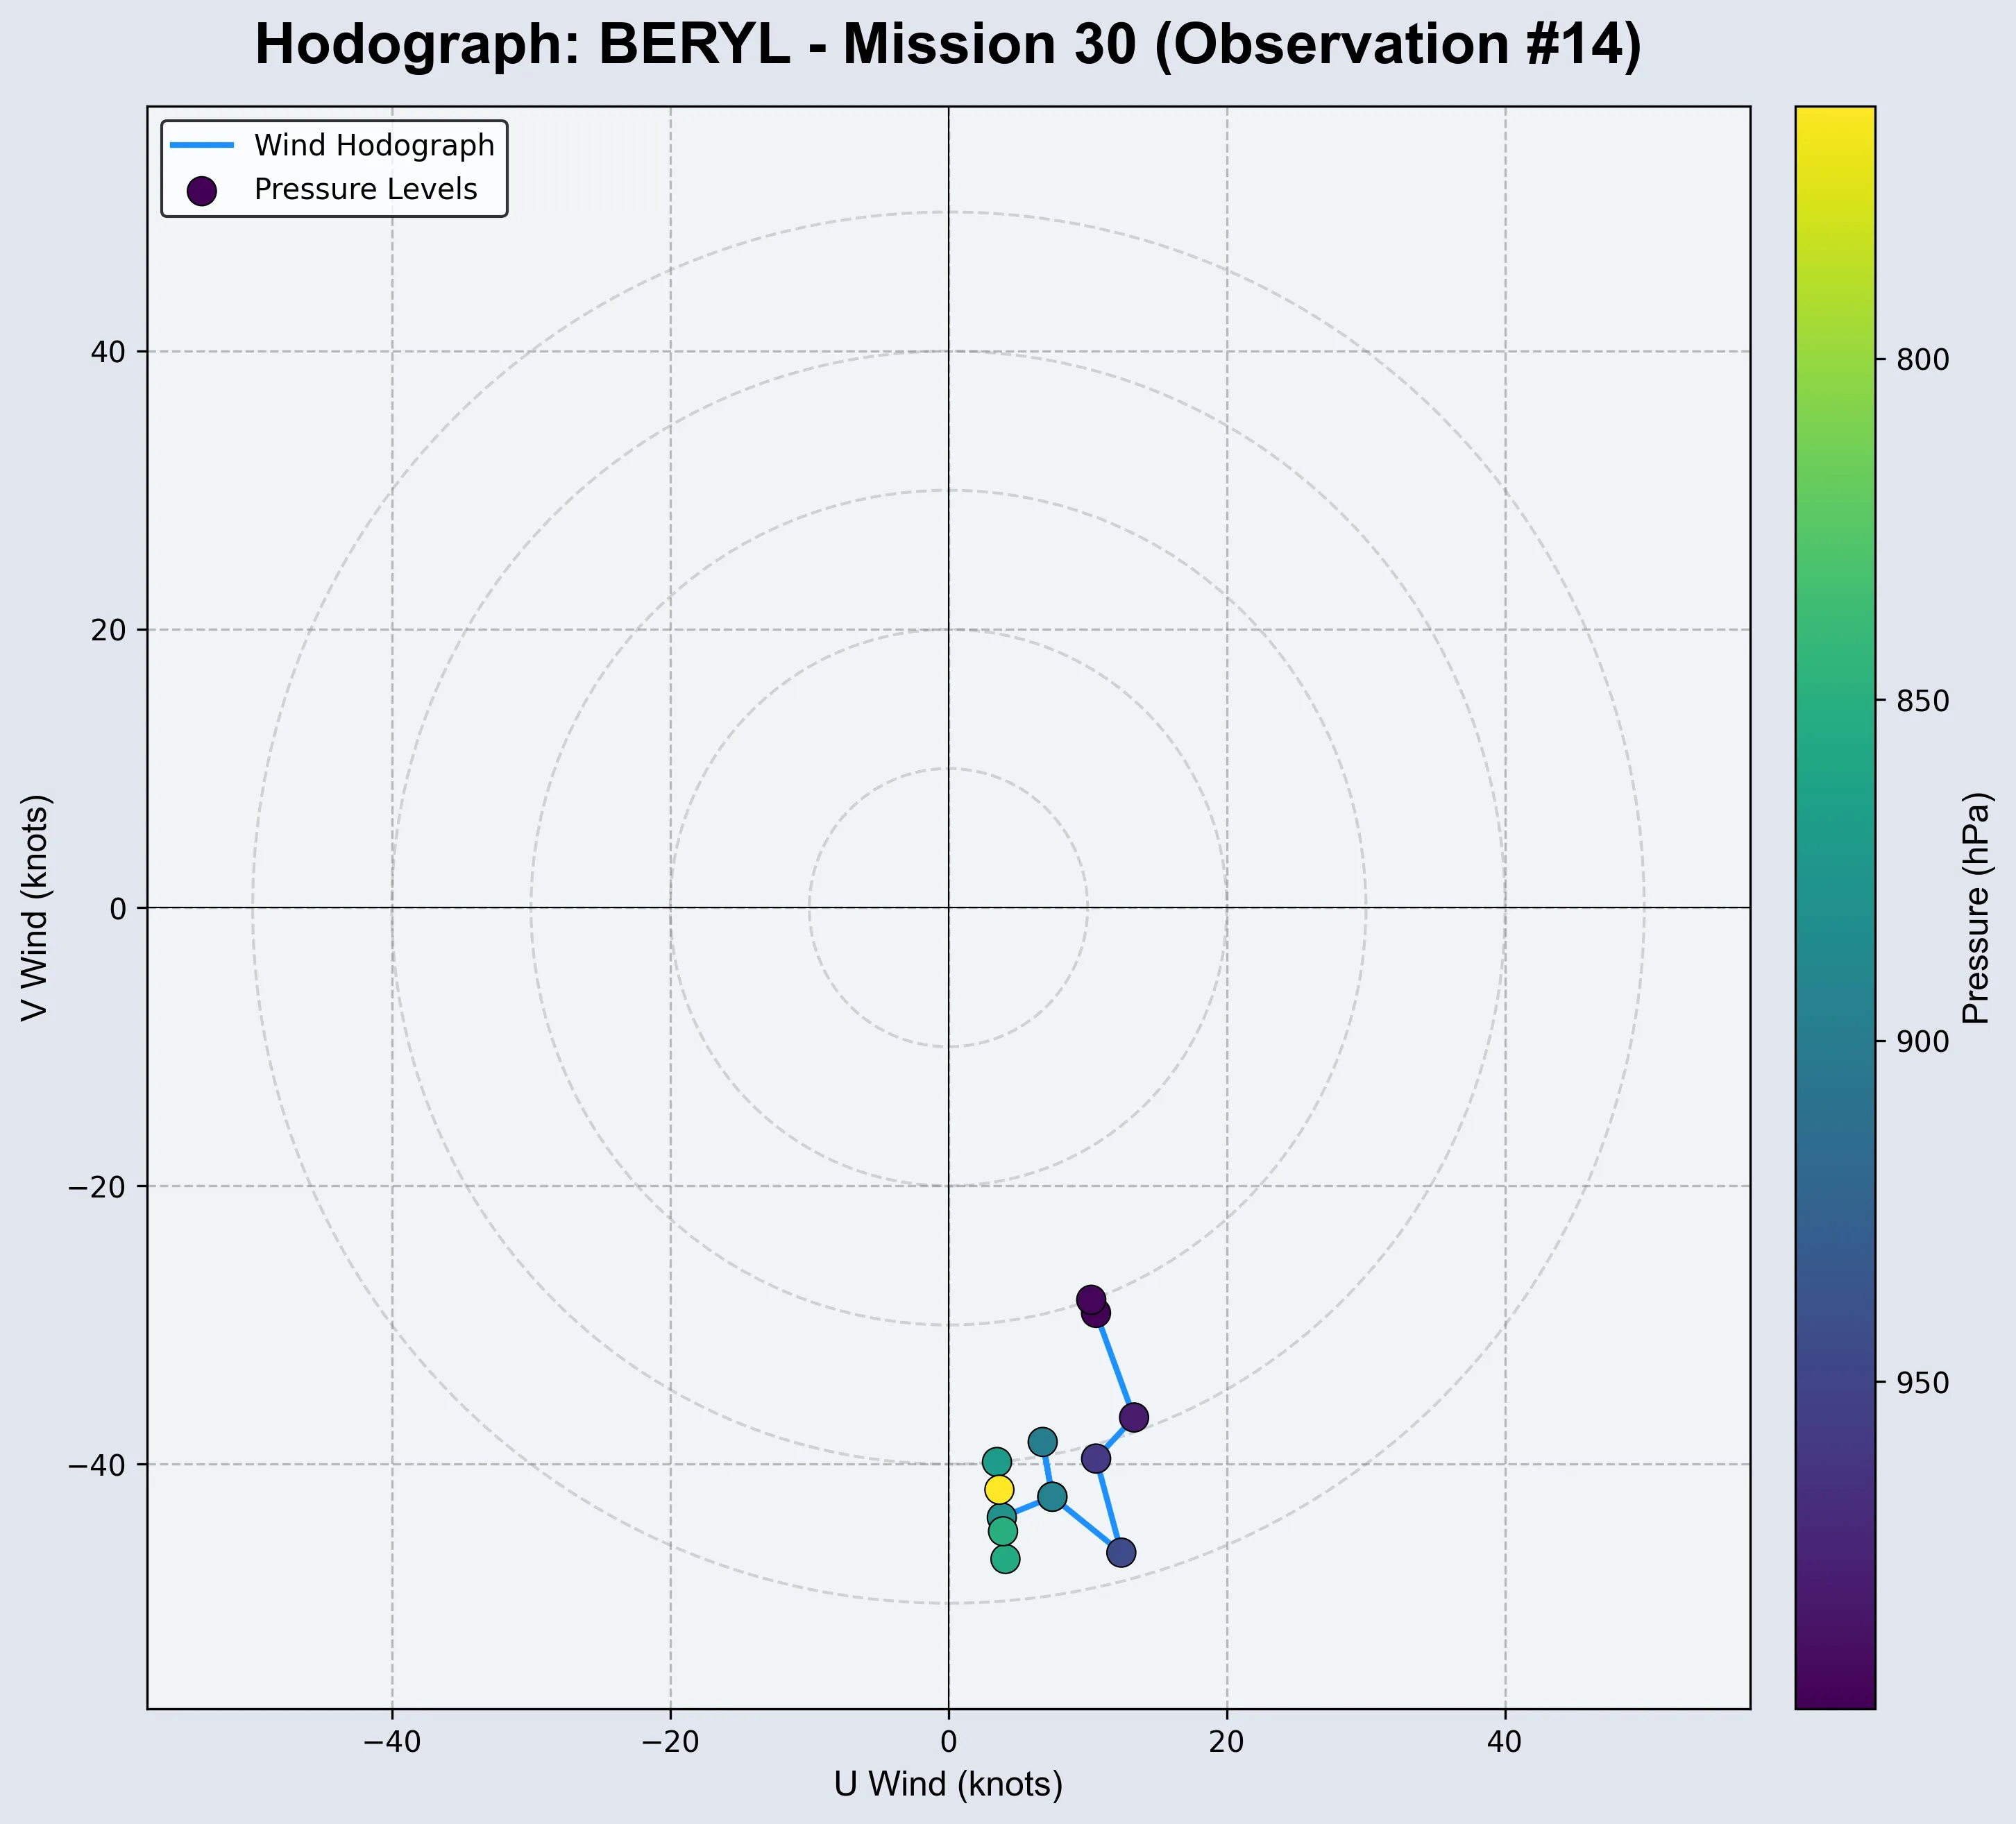 Hodograph: BERYL - Mission 30 (Observation #14)
Wind Hodograph
Pressure Levels
40
20
0
−20
−40
V Wind (knots)
−40
−20
0
20
40
U Wind (knots)
800
850
900
950
Pressure (hPa)